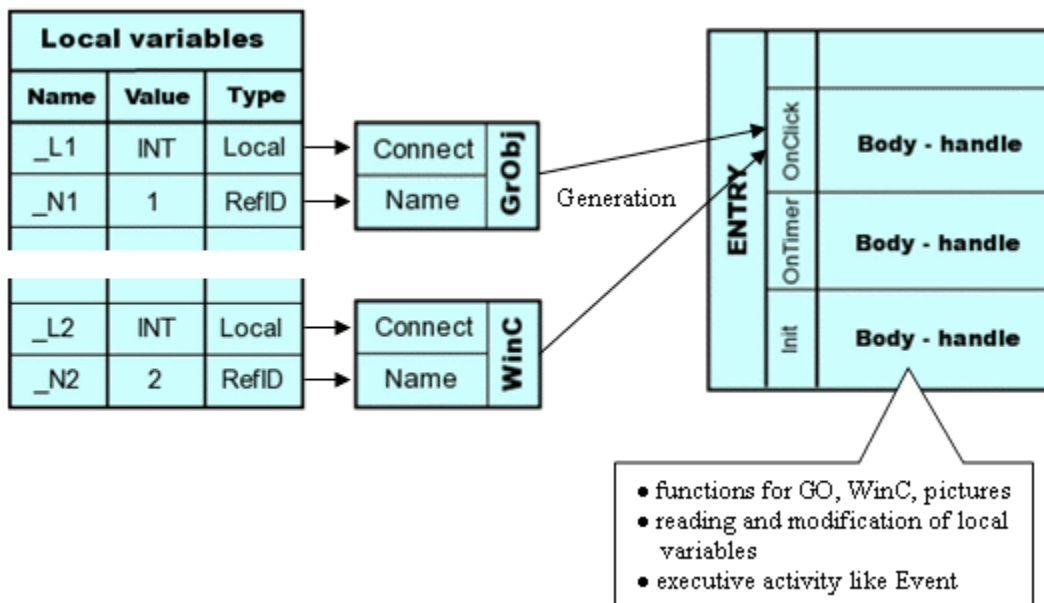 Local variables
Name Value Type
_L1 INT Local
_N1 1 RefID
_L2 INT Local
_N2 2 RefID
Connect
Name
GrObj
Connect
Name
WinC
Generation
ENTRY
OnClick
Body - handle
OnTimer
Body - handle
Init
Body - handle
● functions for GO, WinC, pictures
● reading and modification of local
variables
● executive activity like Event